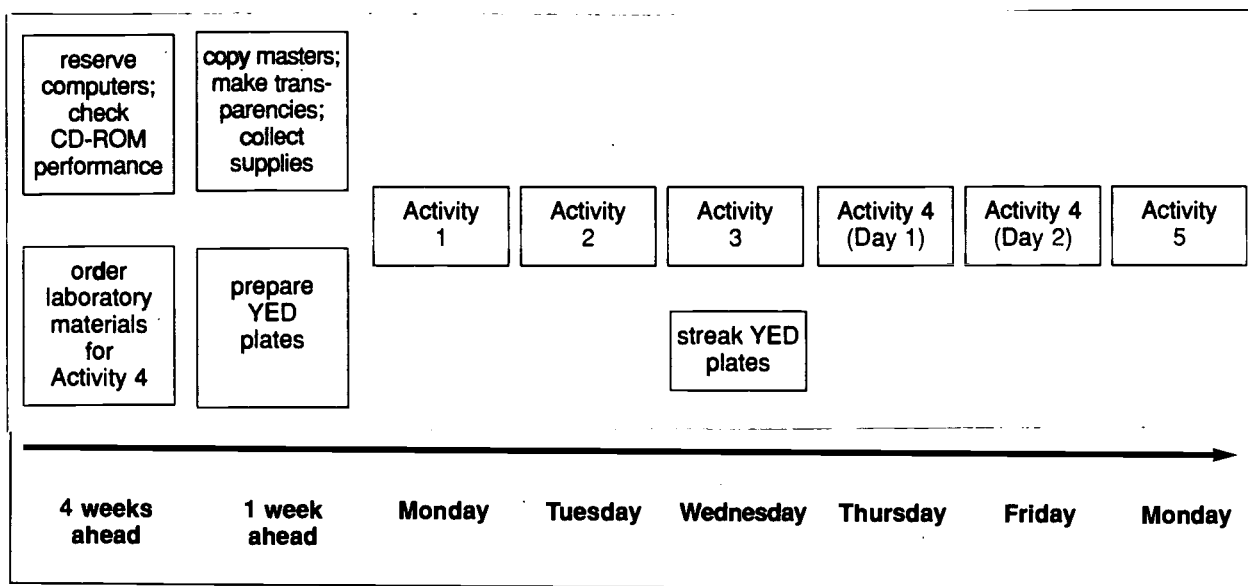 reserve
computers;
check
CD-ROM
performance
copy masters;
make trans-
parencies;
collect
supplies
Activity
1
Activity
2
Activity
3
Activity 4
(Day 1)
Activity 4
(Day 2)
Activity
5
order
laboratory
materials
for
Activity 4
prepare
YED
plates
streak YED
plates
4 weeks
ahead
1 week
ahead
Monday
Tuesday
Wednesday
Thursday
Friday
Monday